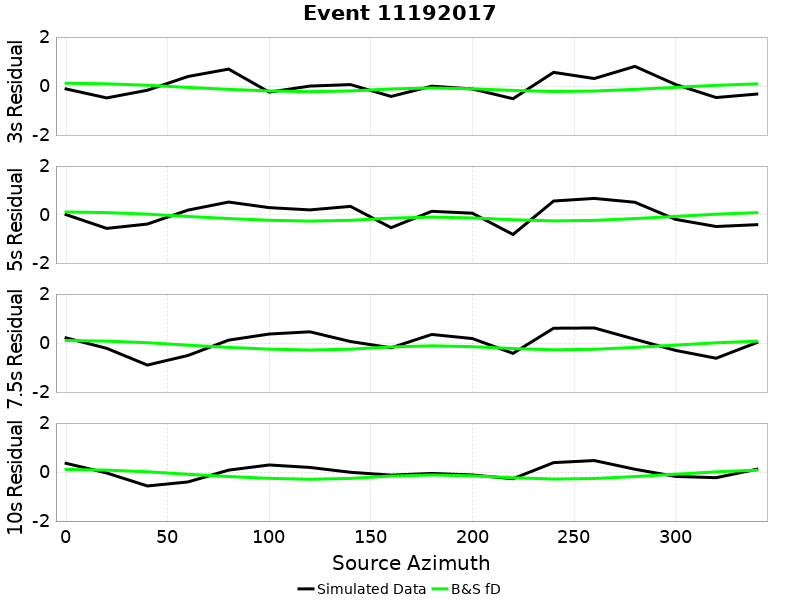 Event 11192017
3s Residual
2
0
-2
5s Residual
2
0
-2
7.5s Residual
2
0
-2
10s Residual
2
0
-2
0 50 100 150 200 250 300
Source Azimuth
Simulated Data B&S fD